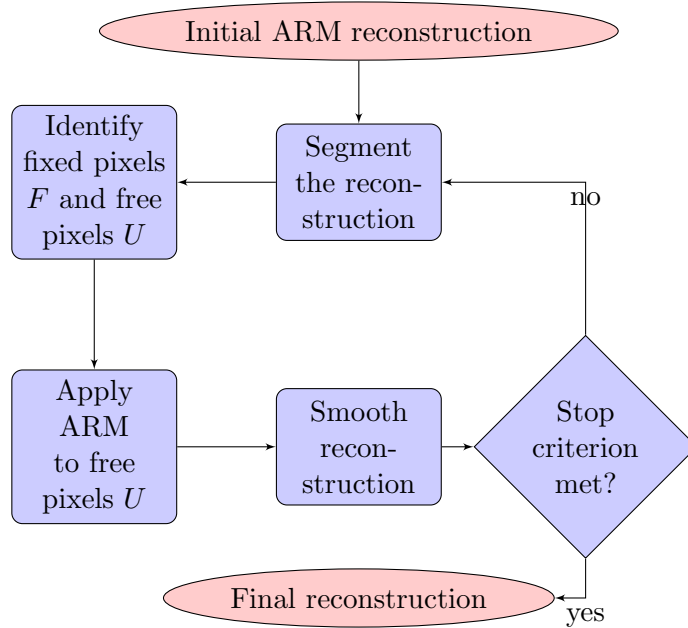 Initial ARM reconstruction
Identify
fixed pixels
F and free
pixels U
Segment
the recon-
struction
no
Apply
ARM
to free
pixels U
Smooth
recon-
struction
Stop
criterion
met?
Final reconstruction
yes